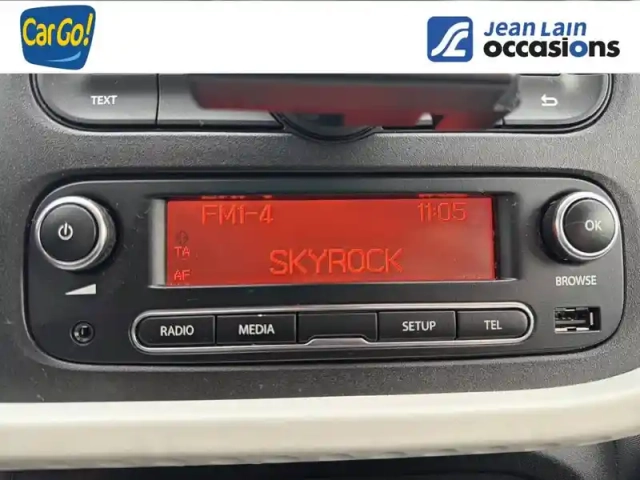 CarGo!
Jean Lain
occasions
TEXT
FM1-4 11:05
TA
SKYROCK
AF
OK
BROWSE
RADIO MEDIA SETUP TEL